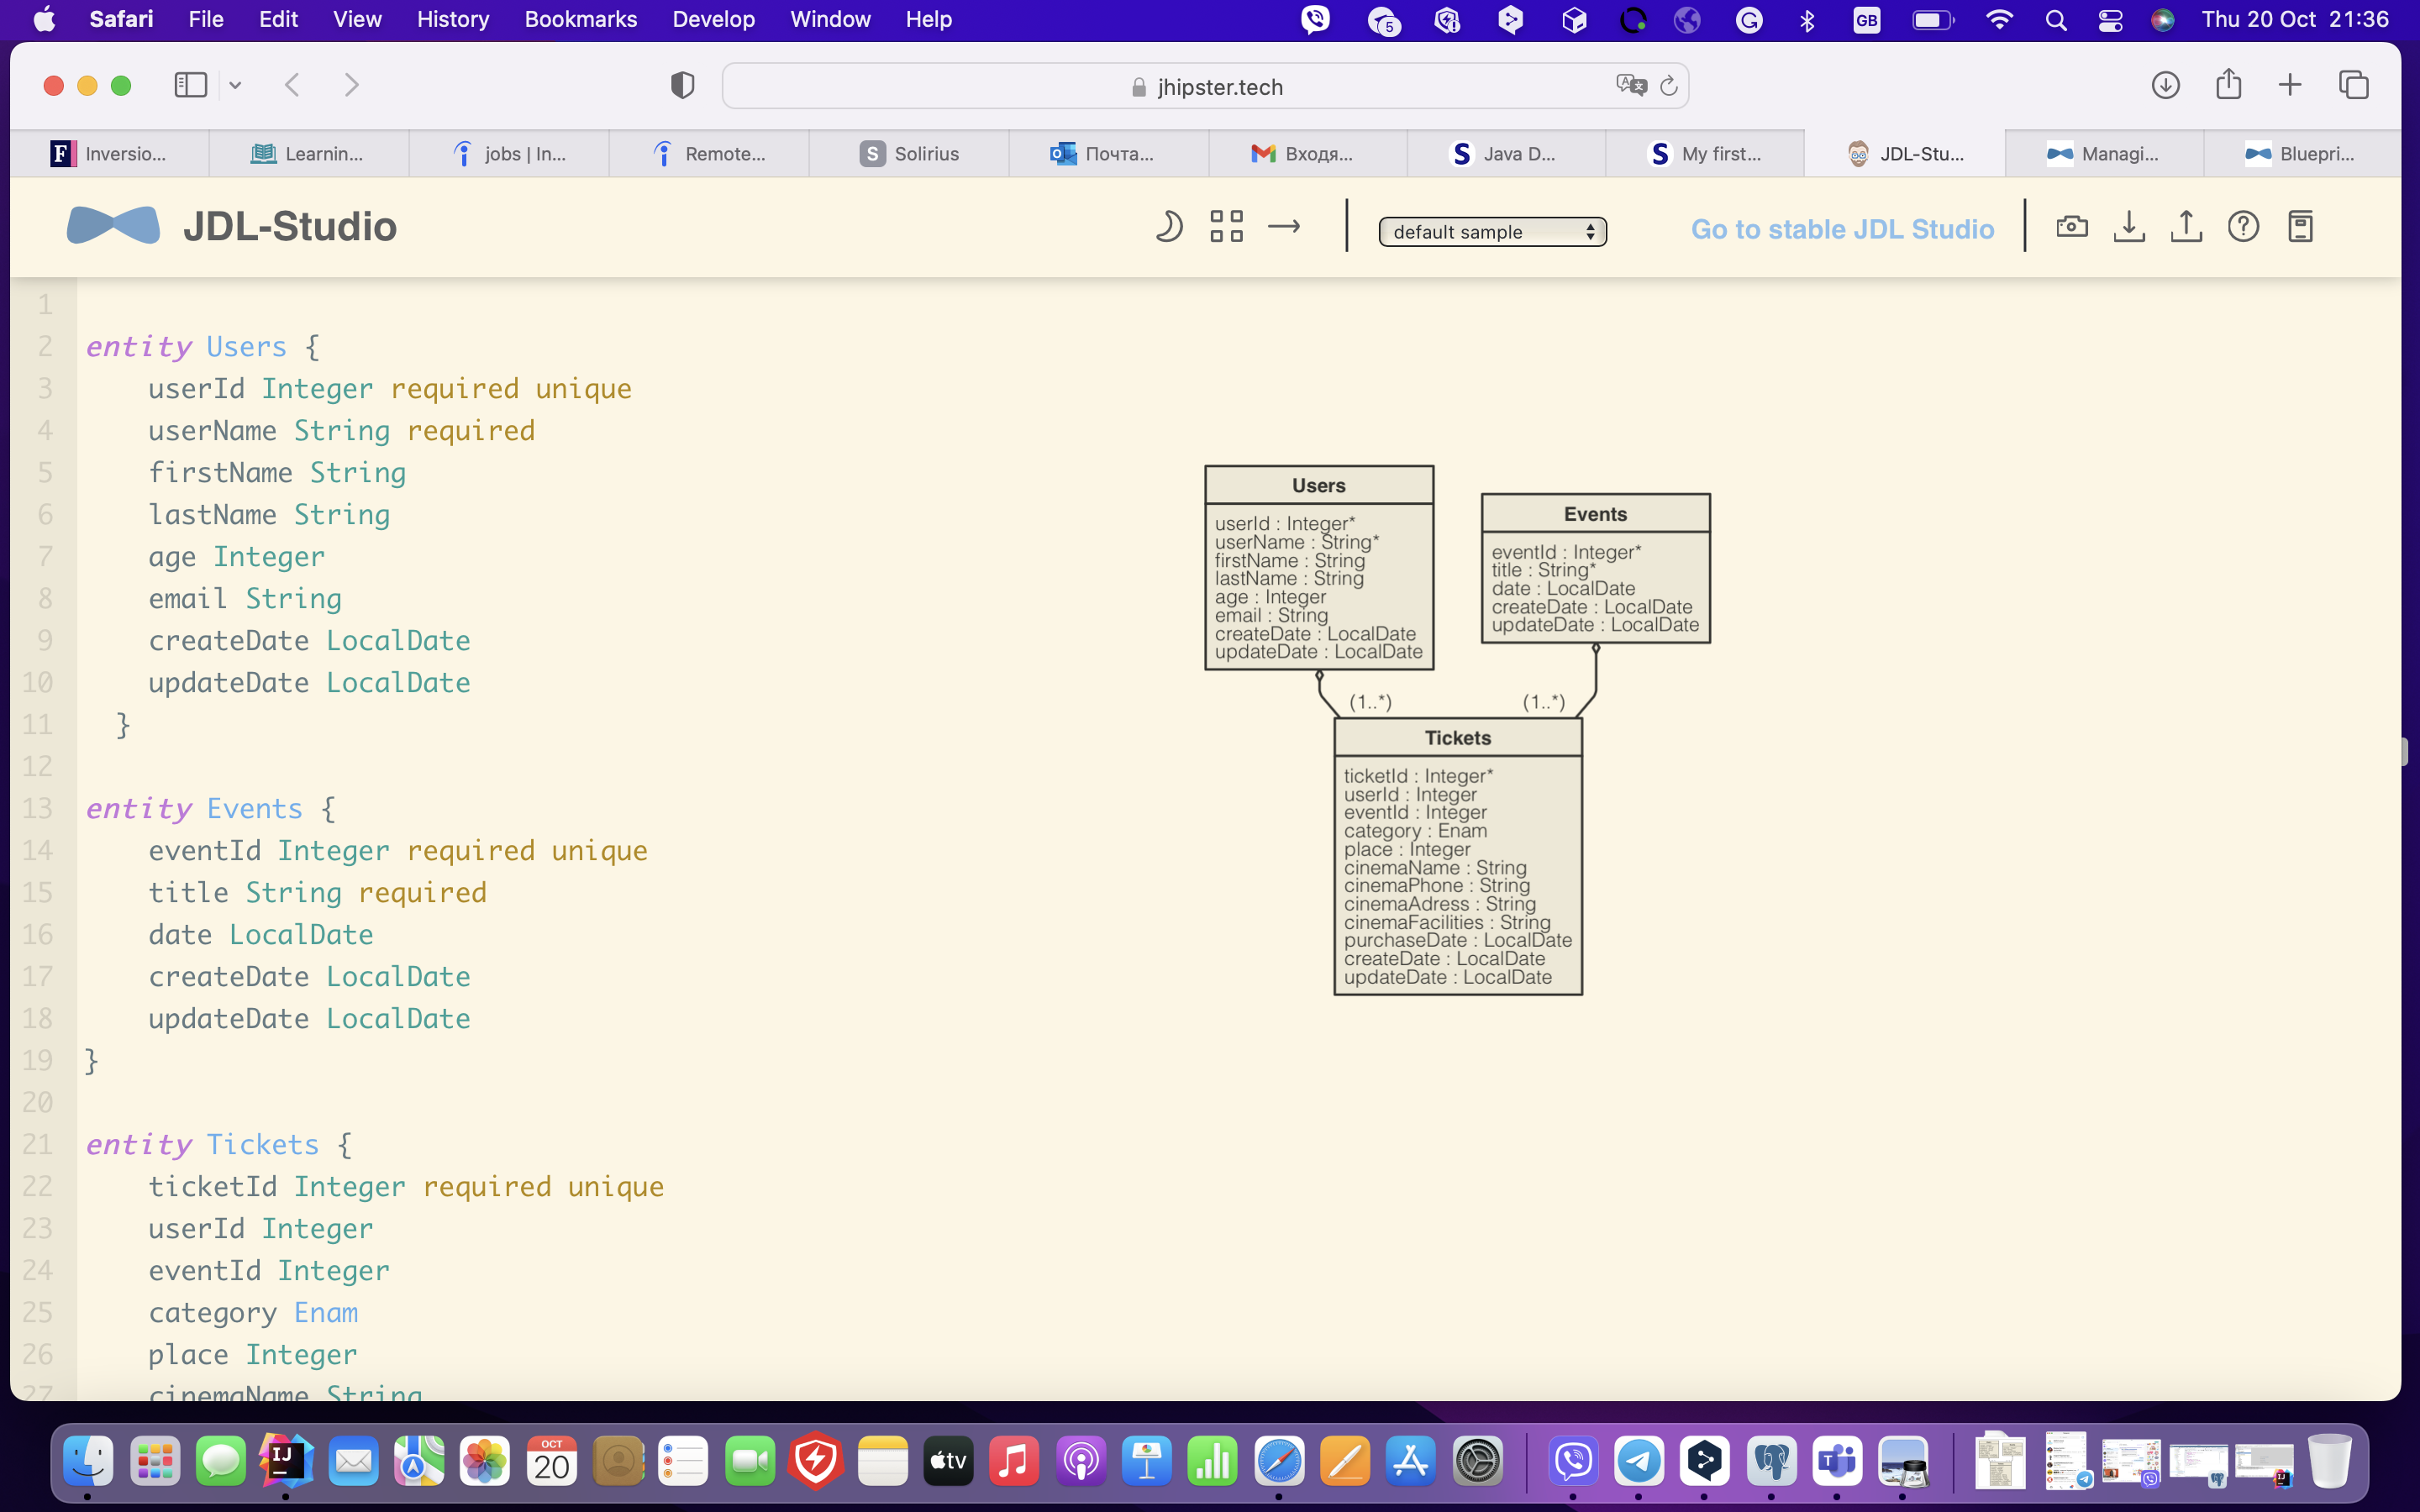 Safari File Edit View History Bookmarks Develop Window Help 5 GB Thu 20 Oct 21:36
jhipster.tech
F Inversio... Learnin... jobs | In... Remote... S Solirius Почта... Входя... S Java D... S My first... JDL-Stu... Managi... Bluepri...
JDL-Studio default sample Go to stable JDL Studio
1
2 entity Users {
3 userId Integer required unique
4 userName String required
5 firstName String
6 lastName String
7 age Integer
8 email String
9 createDate LocalDate
10 updateDate LocalDate
11 }
12
13 entity Events {
14 eventId Integer required unique
15 title String required
16 date LocalDate
17 createDate LocalDate
18 updateDate LocalDate
19 }
20
21 entity Tickets {
22 ticketId Integer required unique
23 userId Integer
24 eventId Integer
25 category Enam
26 place Integer
27 cinemaName String
Users
userId : Integer*
userName : String*
firstName : String
lastName : String
age : Integer
email : String
createDate : LocalDate
updateDate : LocalDate
Events
eventId : Integer*
title : String*
date : LocalDate
createDate : LocalDate
updateDate : LocalDate
(1..*) (1..*)
Tickets
ticketId : Integer*
userId : Integer
eventId : Integer
category : Enam
place : Integer
cinemaName : String
cinemaPhone : String
cinemaAdress : String
cinemaFacilities : String
purchaseDate : LocalDate
createDate : LocalDate
updateDate : LocalDate
IJ OCT 20 tv